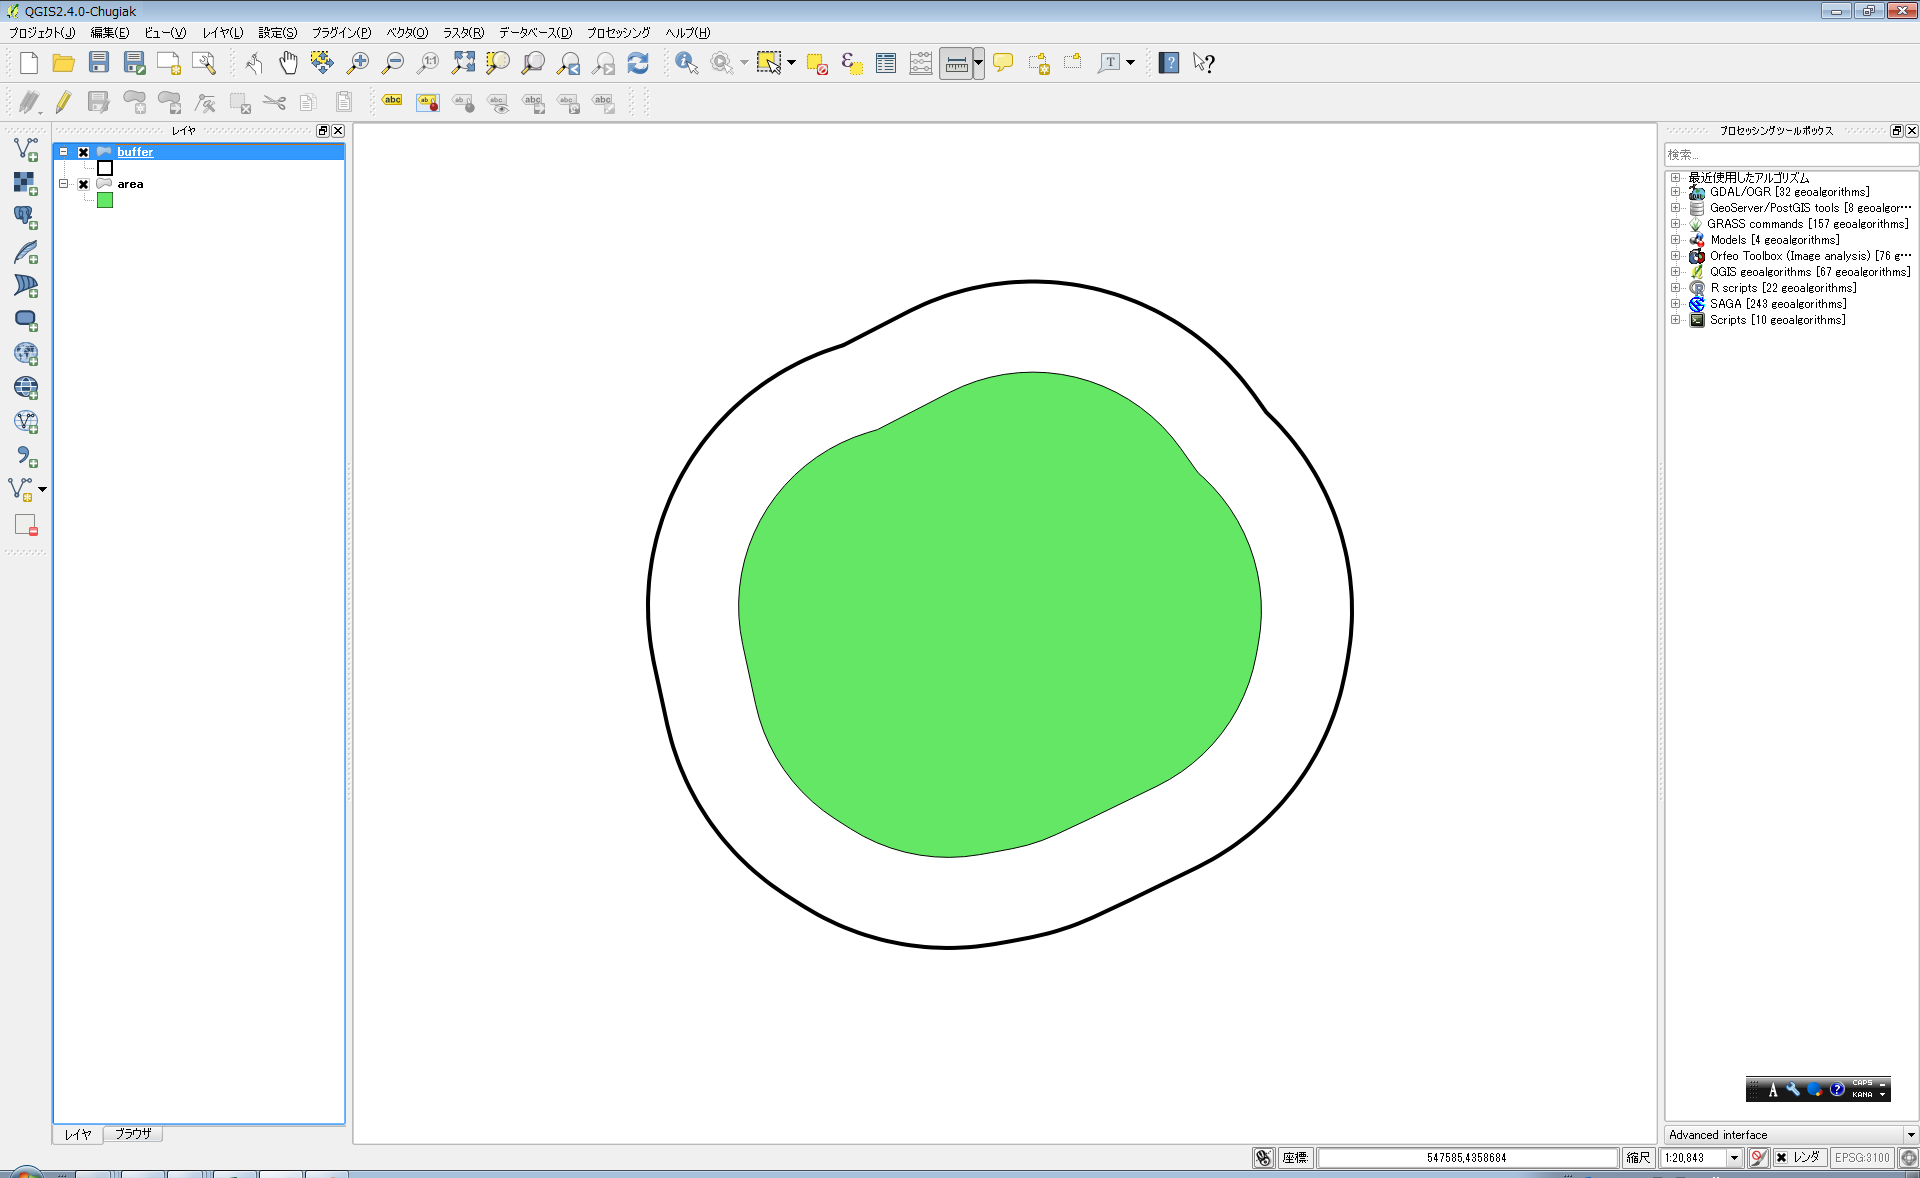 QGIS2.4.0-Chugiak
プロジェクト(J) 編集(E) ビュー(V) レイヤ(L) 設定(S) プラグイン(P) ベクタ(O) ラスタ(R) データベース(D) プロセッシング ヘルプ(H)
レイヤ
buffer
area
レイヤ ブラウザ
プロセッシングツールボックス
検索...
最近使用したアルゴリズム
GDAL/OGR [32 geoalgorithms]
GeoServer/PostGIS tools [8 geoalgor…
GRASS commands [157 geoalgorithms]
Models [4 geoalgorithms]
Orfeo Toolbox (Image analysis) [76 g…
QGIS geoalgorithms [67 geoalgorithms]
R scripts [22 geoalgorithms]
SAGA [243 geoalgorithms]
Scripts [10 geoalgorithms]
A CAPS
KANA
Advanced interface
座標: 547585,4358684 縮尺 1:20,843 レンダ EPSG:3100